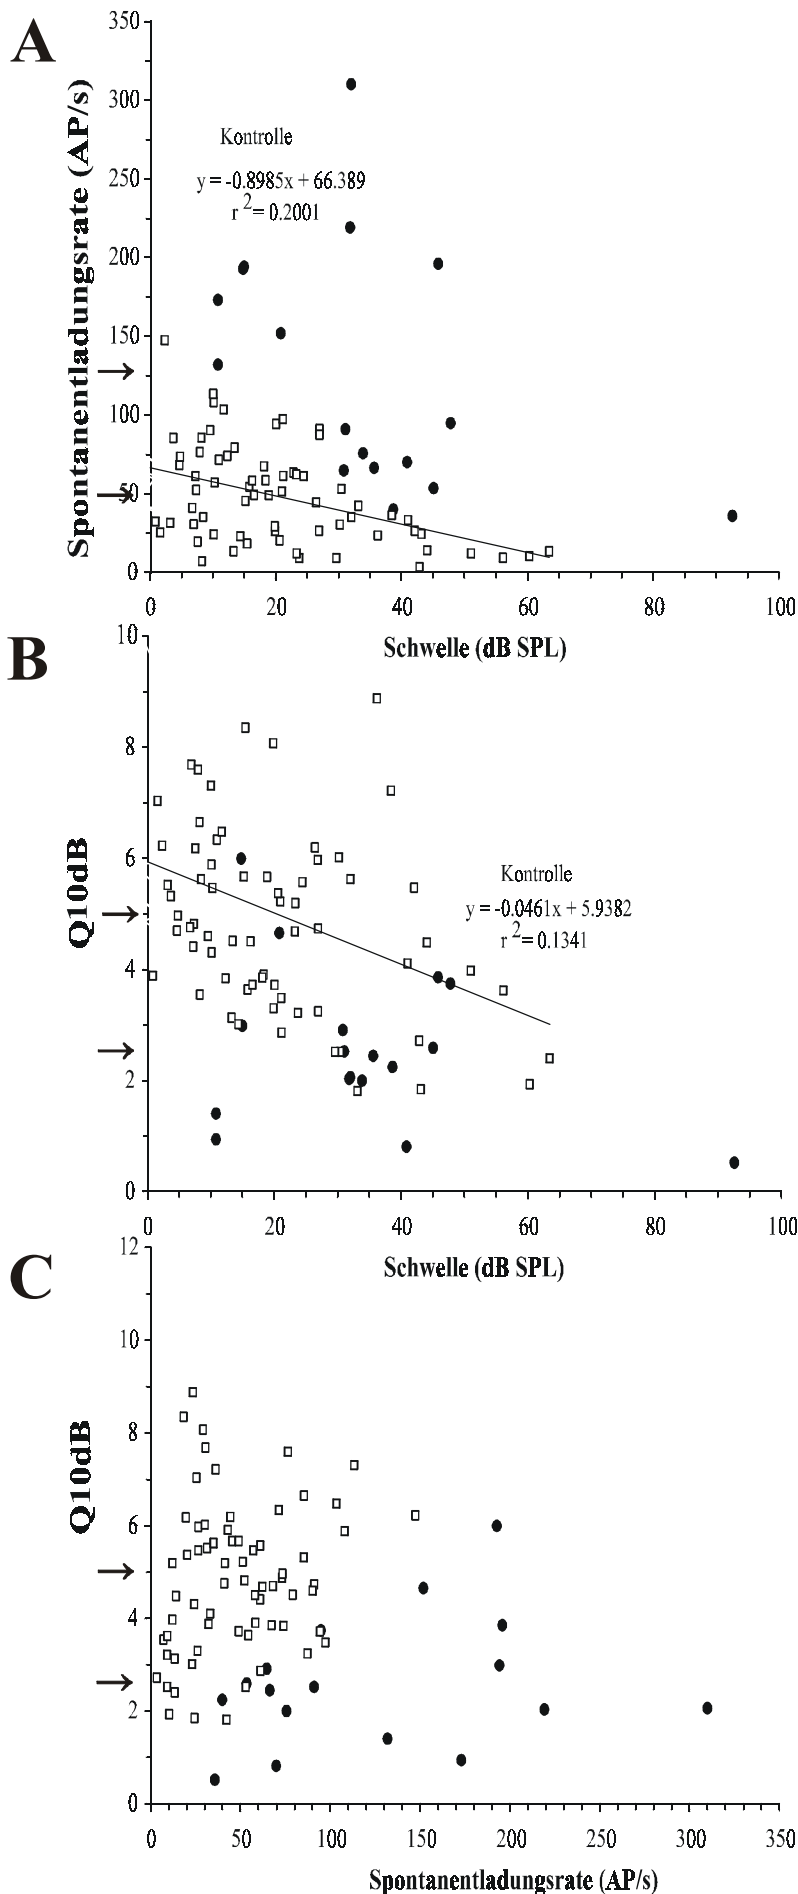 A
Spontanentladungsrate (AP/s)
350
300
250
200
150
100
50
0
Kontrolle
y = -0.8985x + 66.389
r² = 0.2001
0 20 40 60 80 100
Schwelle (dB SPL)
B
Q10dB
10
8
6
4
2
0
Kontrolle
y = -0.0461x + 5.9382
r² = 0.1341
0 20 40 60 80 100
Schwelle (dB SPL)
C
Q10dB
12
10
8
6
4
2
0
0 50 100 150 200 250 300 350
Spontanentladungsrate (AP/s)